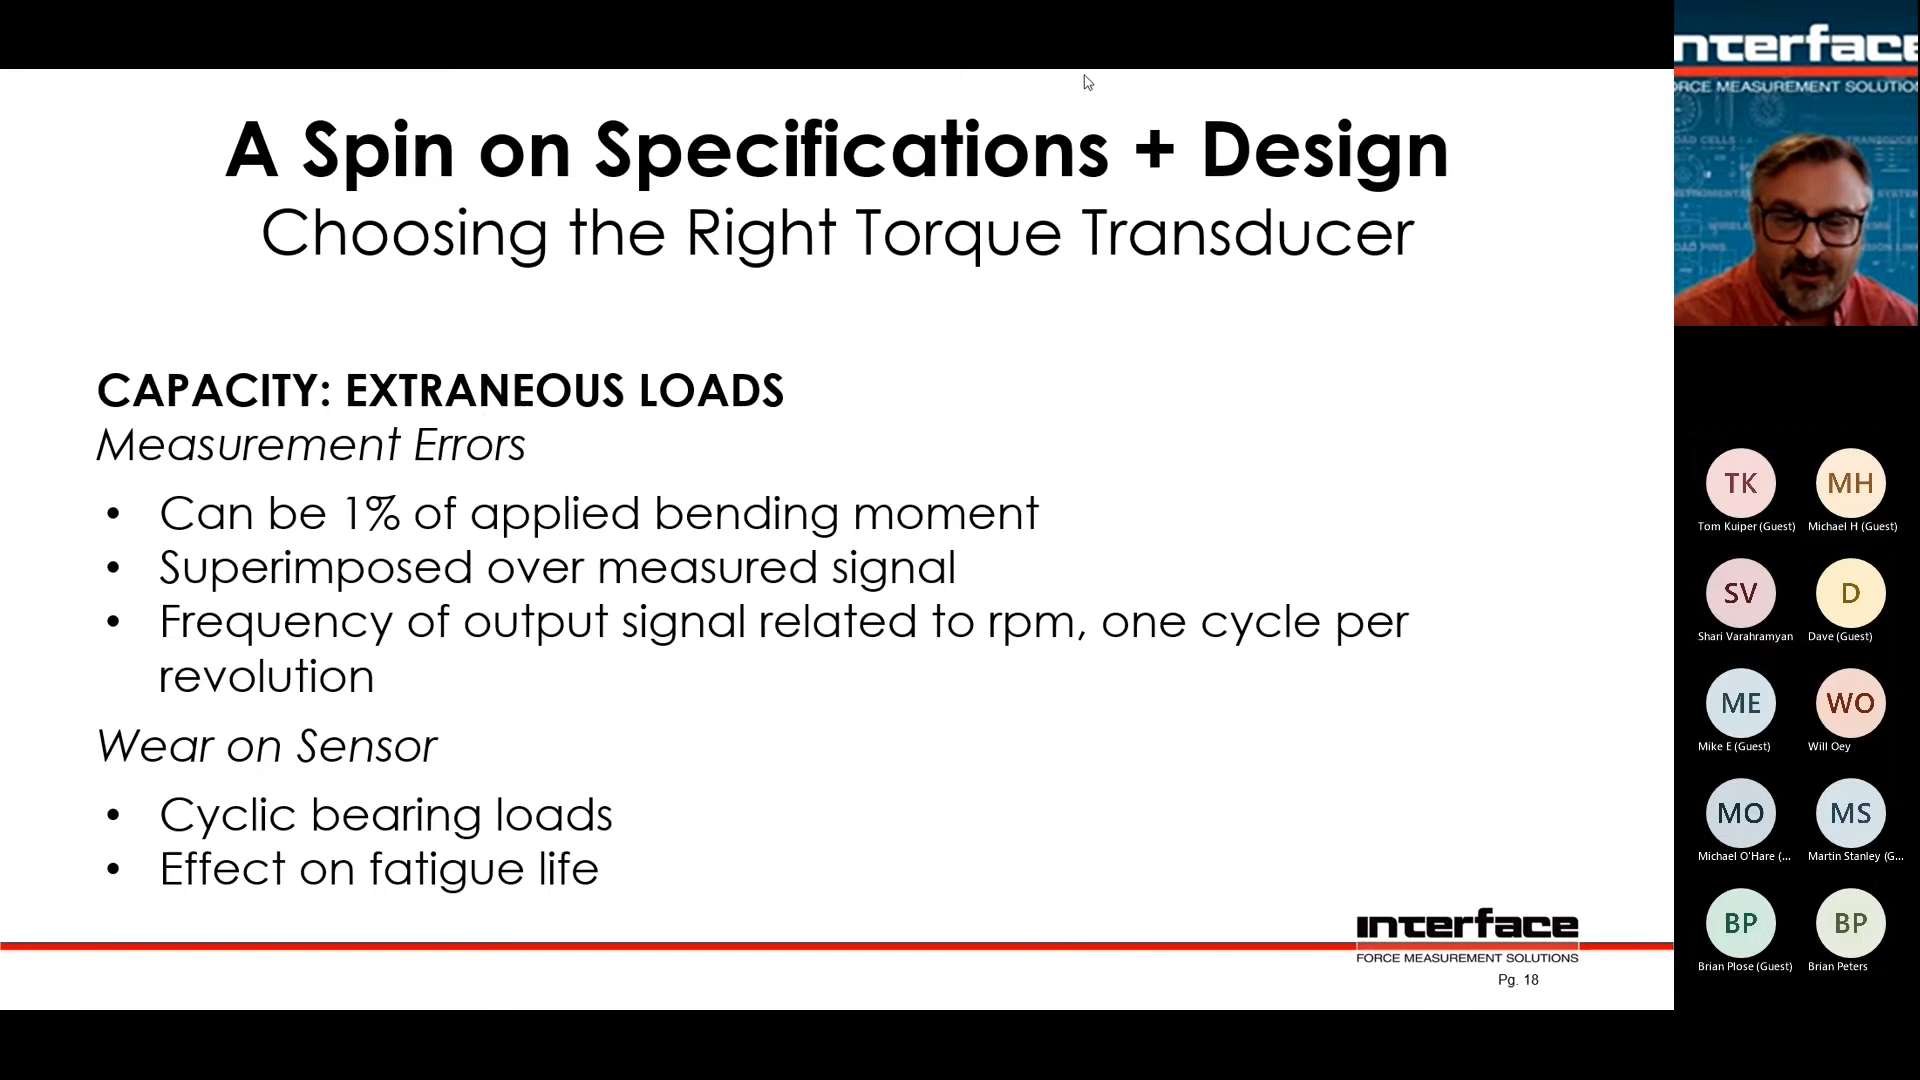 A Spin on Specifications + Design
Choosing the Right Torque Transducer
CAPACITY: EXTRANEOUS LOADS
Measurement Errors
• Can be 1% of applied bending moment
• Superimposed over measured signal
• Frequency of output signal related to rpm, one cycle per
revolution
Wear on Sensor
• Cyclic bearing loads
• Effect on fatigue life
interface
FORCE MEASUREMENT SOLUTIONS
Pg. 18
nterface
RCE MEASUREMENT SOLUTIO
TK
MH
Tom Kuiper (Guest)
Michael H (Guest)
SV
D
Shari Varahramyan
Dave (Guest)
ME
WO
Mike E (Guest)
Will Oey
MO
MS
Michael O'Hare (...
Martin Stanley (G...
BP
BP
Brian Plose (Guest)
Brian Peters